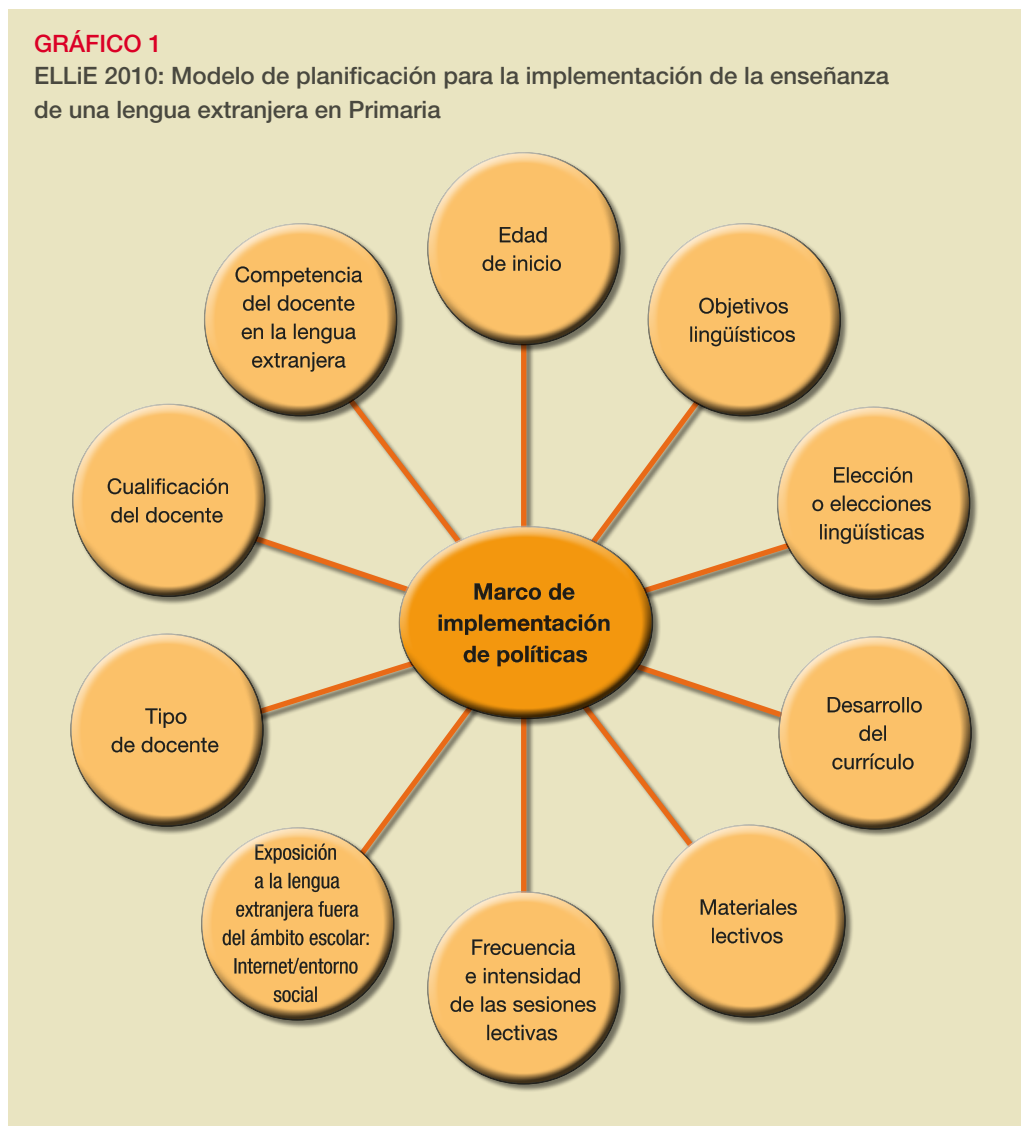 GRÁFICO 1
ELLiE 2010: Modelo de planificación para la implementación de la enseñanza
de una lengua extranjera en Primaria
Edad
de inicio
Objetivos
lingüísticos
Elección
o elecciones
lingüísticas
Desarrollo
del
currículo
Materiales
lectivos
Frecuencia
e intensidad
de las sesiones
lectivas
Exposición
a la lengua
extranjera fuera
del ámbito escolar:
Internet/entorno
social
Tipo
de docente
Cualificación
del docente
Competencia
del docente
en la lengua
extranjera
Marco de
implementación
de políticas